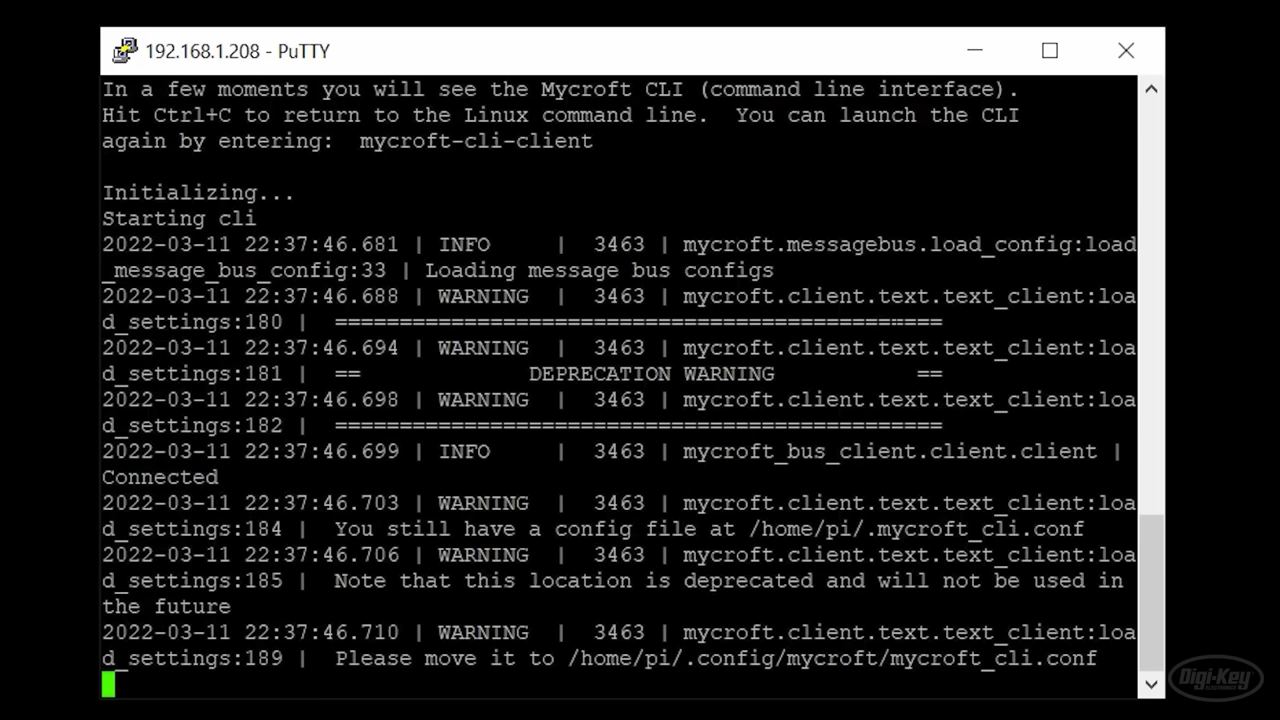 192.168.1.208 - PuTTY
In a few moments you will see the Mycroft CLI (command line interface).
Hit Ctrl+C to return to the Linux command line.  You can launch the CLI
again by entering:  mycroft-cli-client
Initializing...
Starting cli
2022-03-11 22:37:46.681 | INFO     |  3463 | mycroft.messagebus.load_config:load
_message_bus_config:33 | Loading message bus configs
2022-03-11 22:37:46.688 | WARNING  |  3463 | mycroft.client.text.text_client:loa
d_settings:180 |  ===============================================
2022-03-11 22:37:46.694 | WARNING  |  3463 | mycroft.client.text.text_client:loa
d_settings:181 |  ==             DEPRECATION WARNING           ==
2022-03-11 22:37:46.698 | WARNING  |  3463 | mycroft.client.text.text_client:loa
d_settings:182 |  ===============================================
2022-03-11 22:37:46.699 | INFO     |  3463 | mycroft_bus_client.client.client |
Connected
2022-03-11 22:37:46.703 | WARNING  |  3463 | mycroft.client.text.text_client:loa
d_settings:184 |  You still have a config file at /home/pi/.mycroft_cli.conf
2022-03-11 22:37:46.706 | WARNING  |  3463 | mycroft.client.text.text_client:loa
d_settings:185 |  Note that this location is deprecated and will not be used in
the future
2022-03-11 22:37:46.710 | WARNING  |  3463 | mycroft.client.text.text_client:loa
d_settings:189 |  Please move it to /home/pi/.config/mycroft/mycroft_cli.conf
Digi-Key
ELECTRONICS